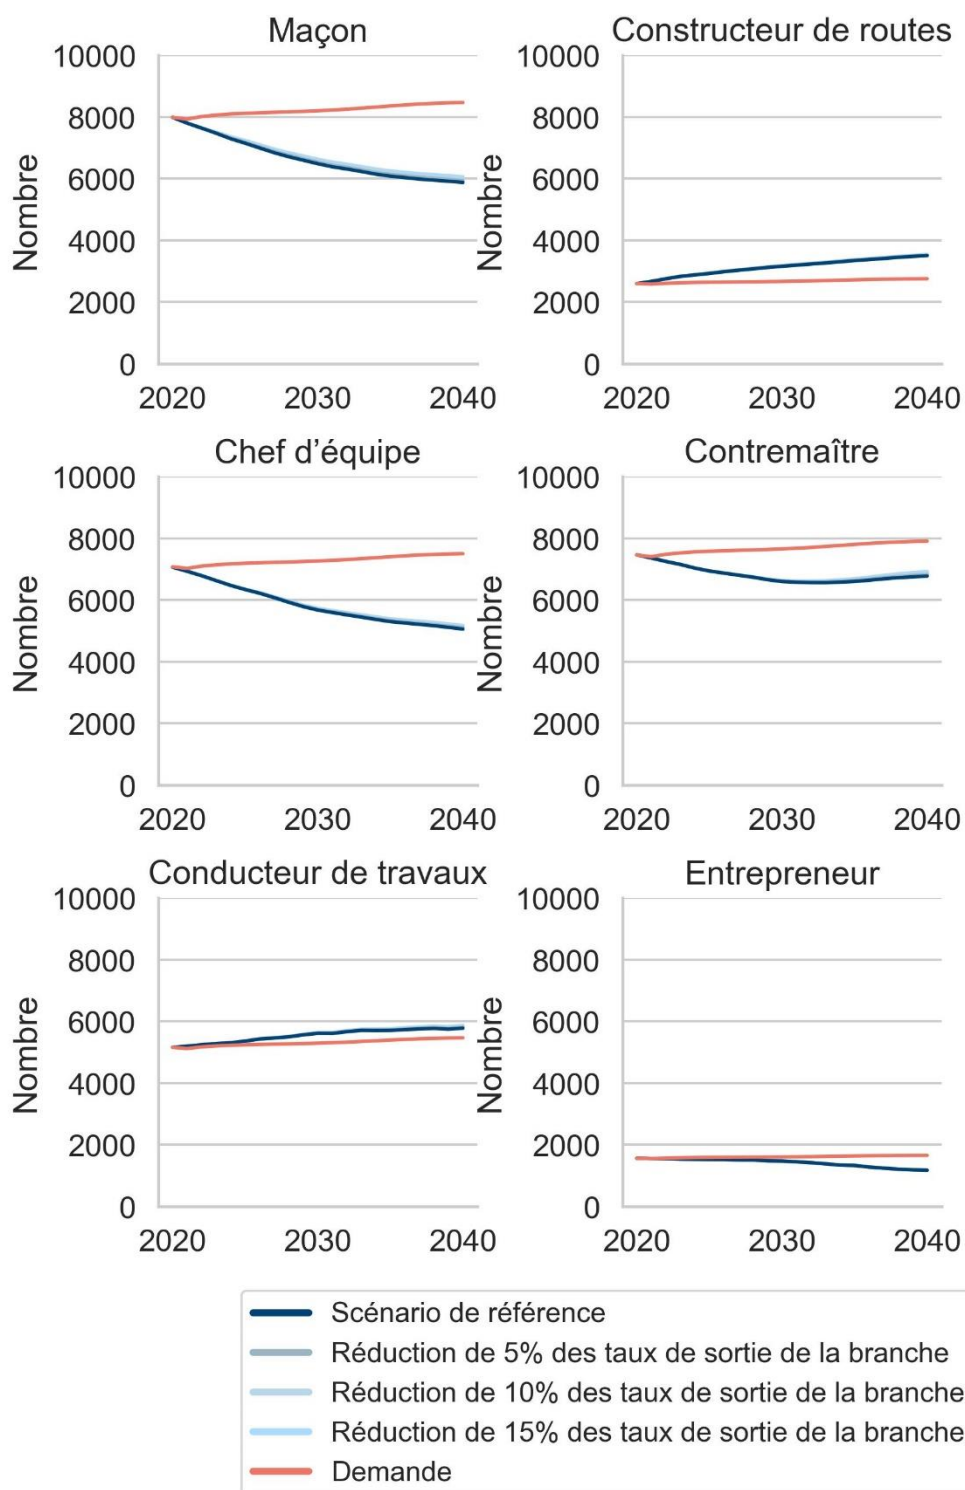 Maçon
10000
8000
6000
4000
2000
0
Nombre
2020 2030 2040
Constructeur de routes
10000
8000
6000
4000
2000
0
Nombre
2020 2030 2040
Chef d’équipe
10000
8000
6000
4000
2000
0
Nombre
2020 2030 2040
Contremaître
10000
8000
6000
4000
2000
0
Nombre
2020 2030 2040
Conducteur de travaux
10000
8000
6000
4000
2000
0
Nombre
2020 2030 2040
Entrepreneur
10000
8000
6000
4000
2000
0
Nombre
2020 2030 2040
Scénario de référence
Réduction de 5% des taux de sortie de la branche
Réduction de 10% des taux de sortie de la branche
Réduction de 15% des taux de sortie de la branche
Demande